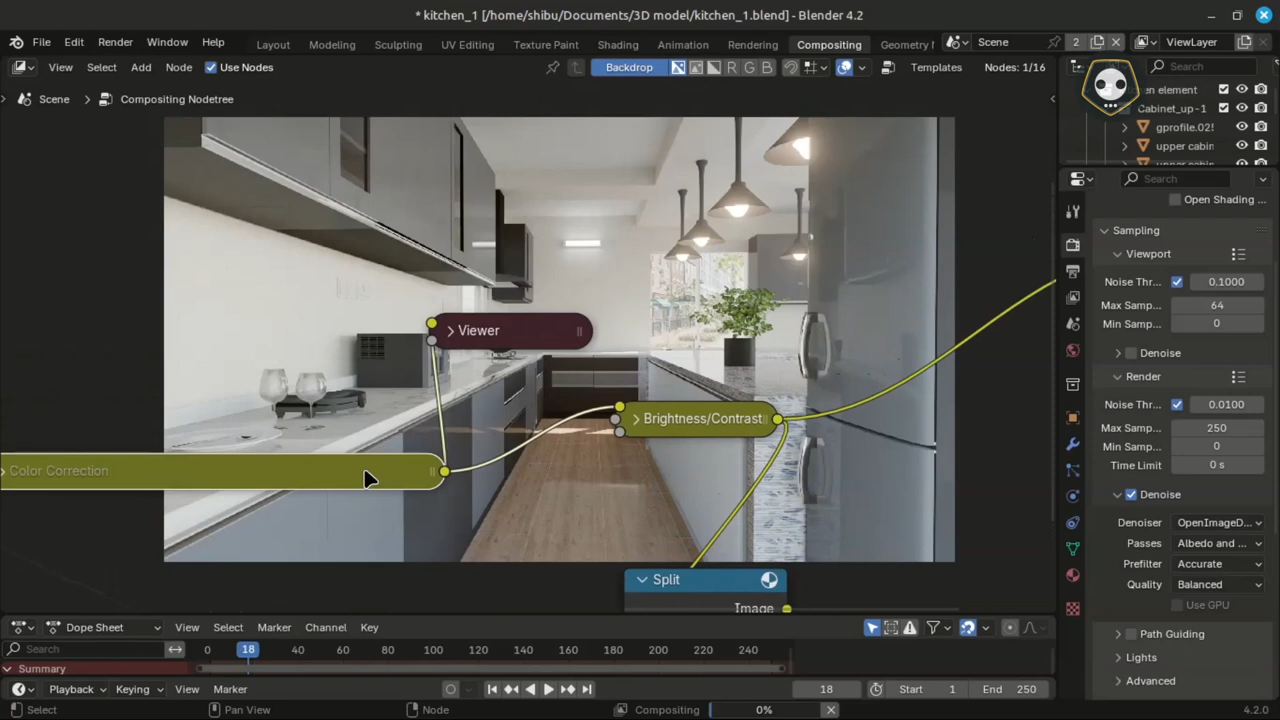 * kitchen_1 [/home/shibu/Documents/3D model/kitchen_1.blend] - Blender 4.2
File Edit Render Window Help Layout Modeling Sculpting UV Editing Texture Paint Shading Animation Rendering Compositing Geometry Scene 2 ViewLayer
View Select Add Node Use Nodes Backdrop R G B Templates Nodes: 1/16 Search
Scene > Compositing Nodetree
en element
Cabinet_up-1
gprofile.02
upper cabin
Search
Open Shading ...
Sampling
Viewport
Noise Thr... 0.1000
Max Samp... 64
Min Samp... 0
Denoise
Render
Noise Thr... 0.0100
Max Samp... 250
Min Samp... 0
Time Limit 0 s
Denoise
Denoiser OpenImageD...
Passes Albedo and ...
Prefilter Accurate
Quality Balanced
Use GPU
Path Guiding
Lights
Advanced
Viewer
Brightness/Contrast
Color Correction
Split
Image
Dope Sheet View Select Marker Channel Key
Search 0 18 40 60 80 100 120 140 160 180 200 220 240
Summary
Playback Keying View Marker 18 Start 1 End 250
Select Pan View Node Compositing 0% 4.2.0